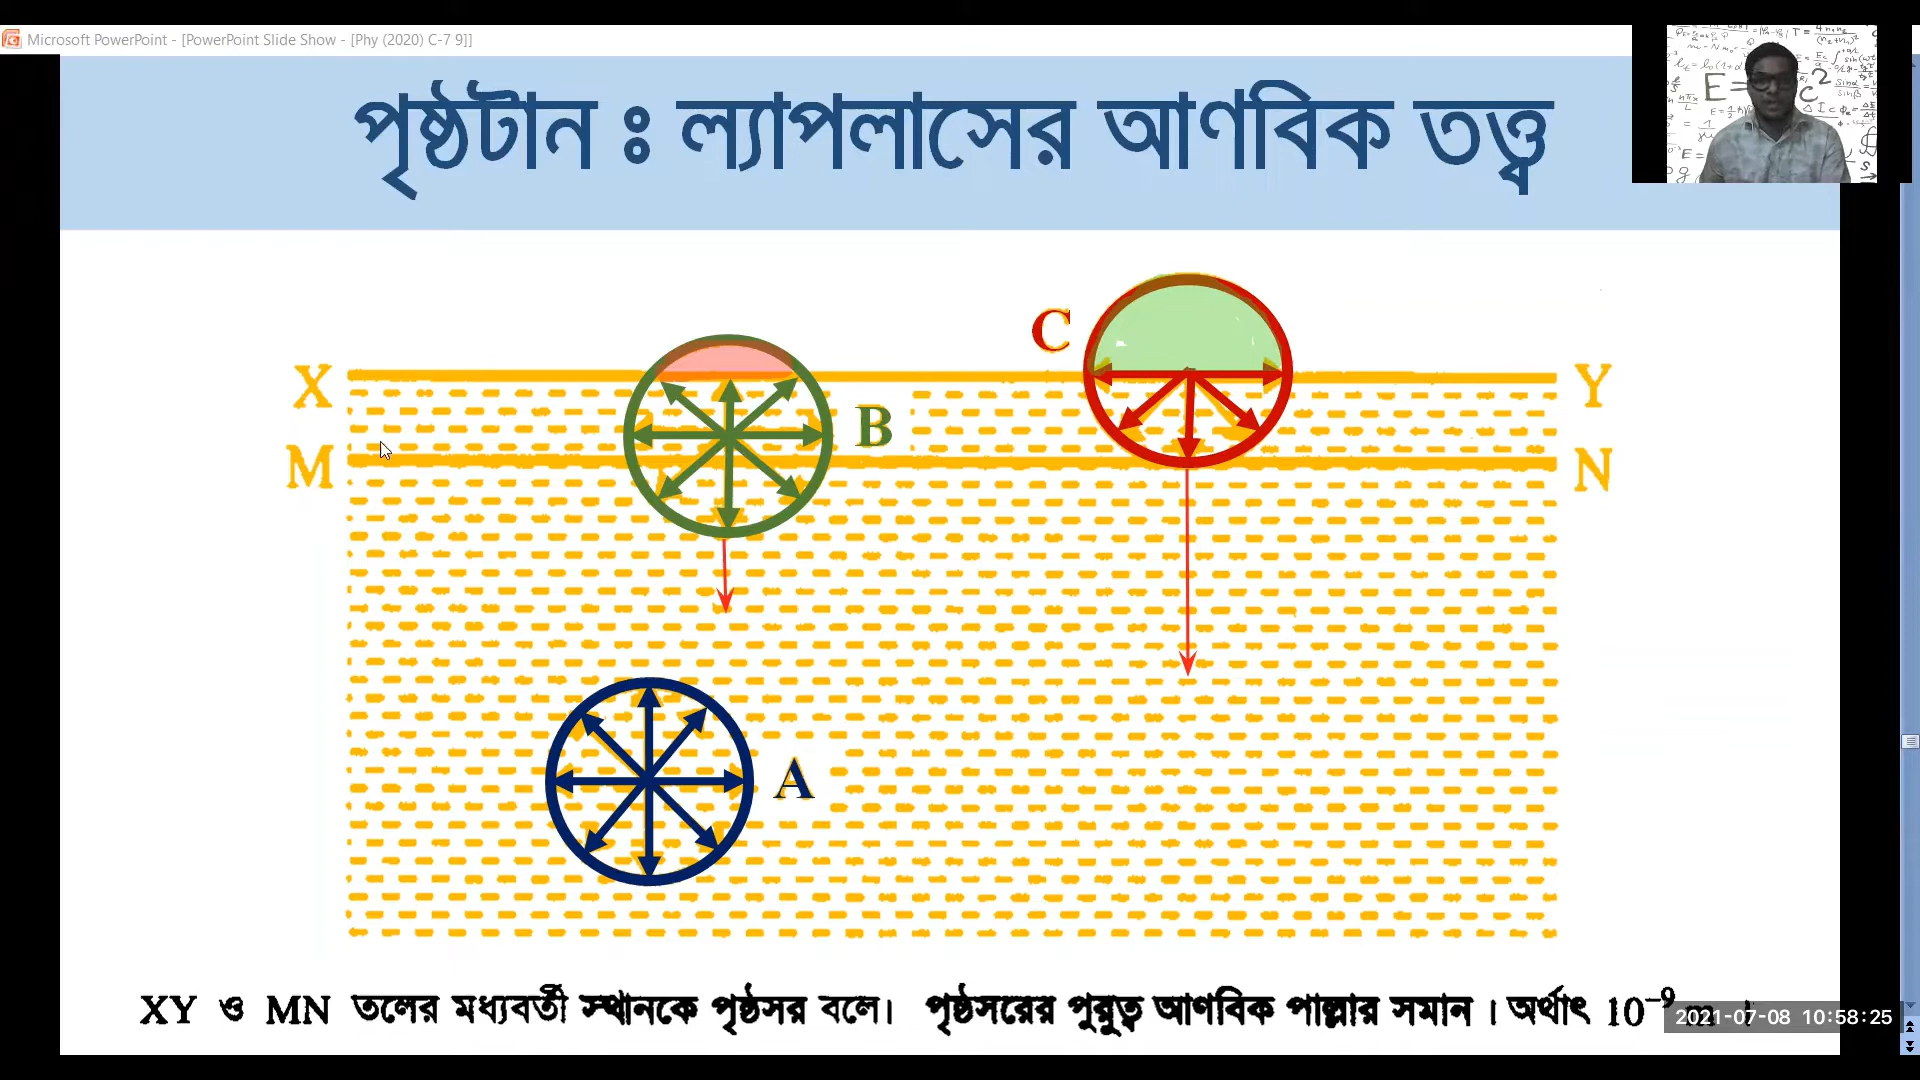 Microsoft PowerPoint - [PowerPoint Slide Show - [Phy (2020) C-7 9]]
পৃষ্ঠটান ঃ ল্যাপলাসের আণবিক তত্ত্ব
C
X
Y
B
M
N
A
XY ও MN তলের মধ্যবর্তী স্থানকে পৃষ্ঠসর বলে। পৃষ্ঠসরের পুরুত্ব আণবিক পাল্লার সমান । অর্থাৎ 10⁻⁹ m ।
2021-07-08 10:58:25